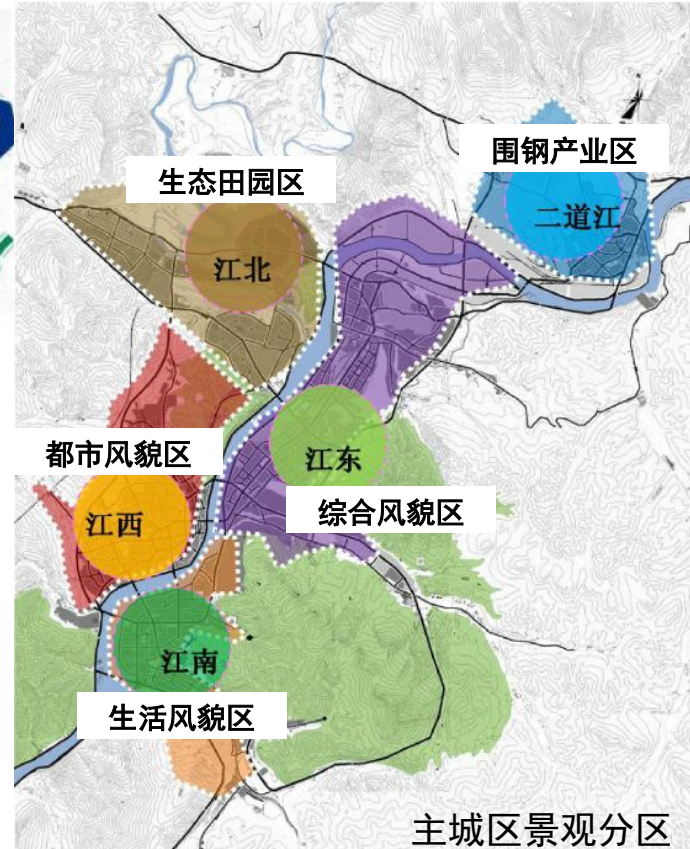 围钢产业区
生态田园区
二道江
江北
都市风貌区
江东
综合风貌区
江西
江南
生活风貌区
主城区景观分区